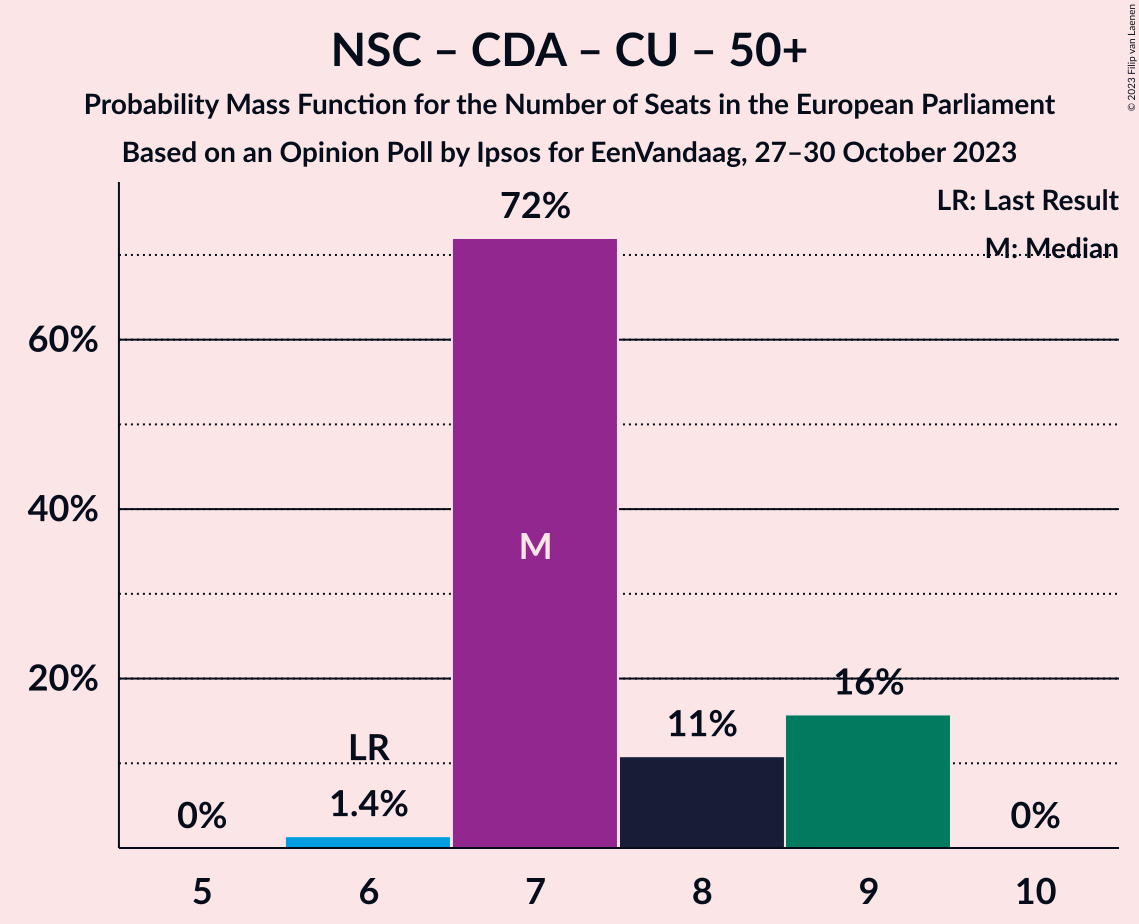 NSC – CDA – CU – 50+
Probability Mass Function for the Number of Seats in the European Parliament
Based on an Opinion Poll by Ipsos for EenVandaag, 27–30 October 2023
© 2023 Filip van Laenen
LR: Last Result
M: Median
72%
60%
40%
20%
M
16%
11%
LR
1.4%
0%
0%
5 6 7 8 9 10